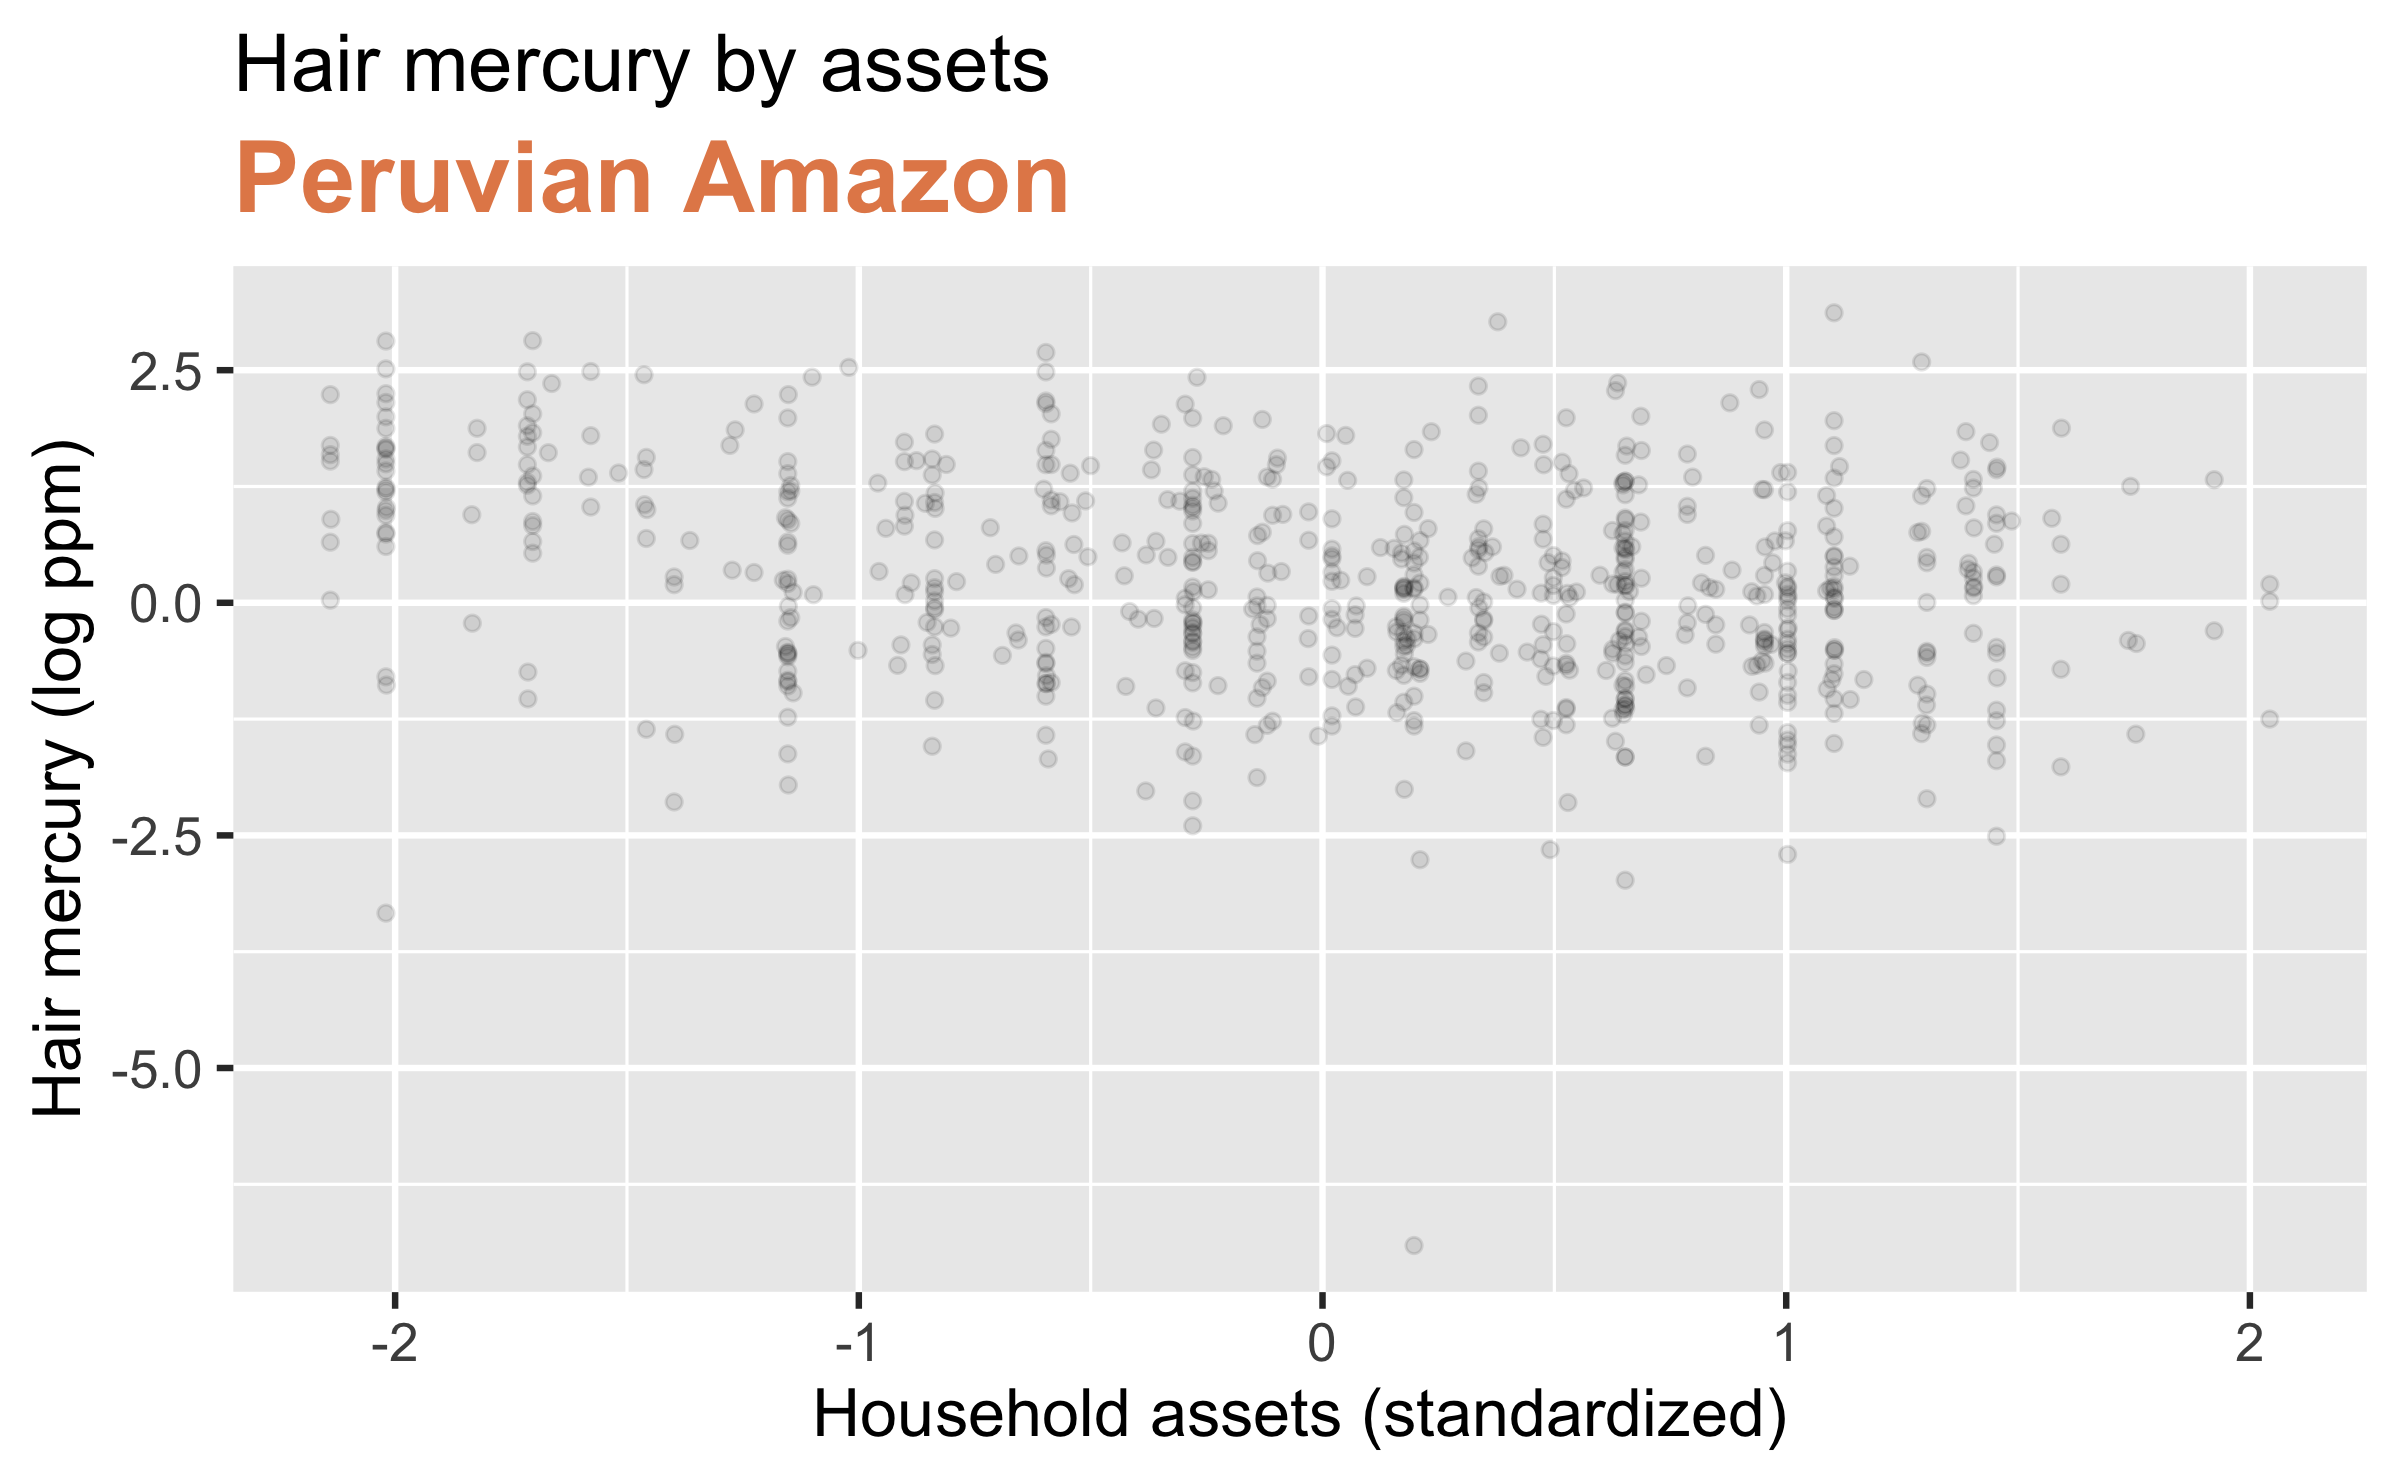 Hair mercury by assets
Peruvian Amazon
Hair mercury (log ppm)
2.5
0.0
-2.5
-5.0
-2
-1
0
1
2
Household assets (standardized)